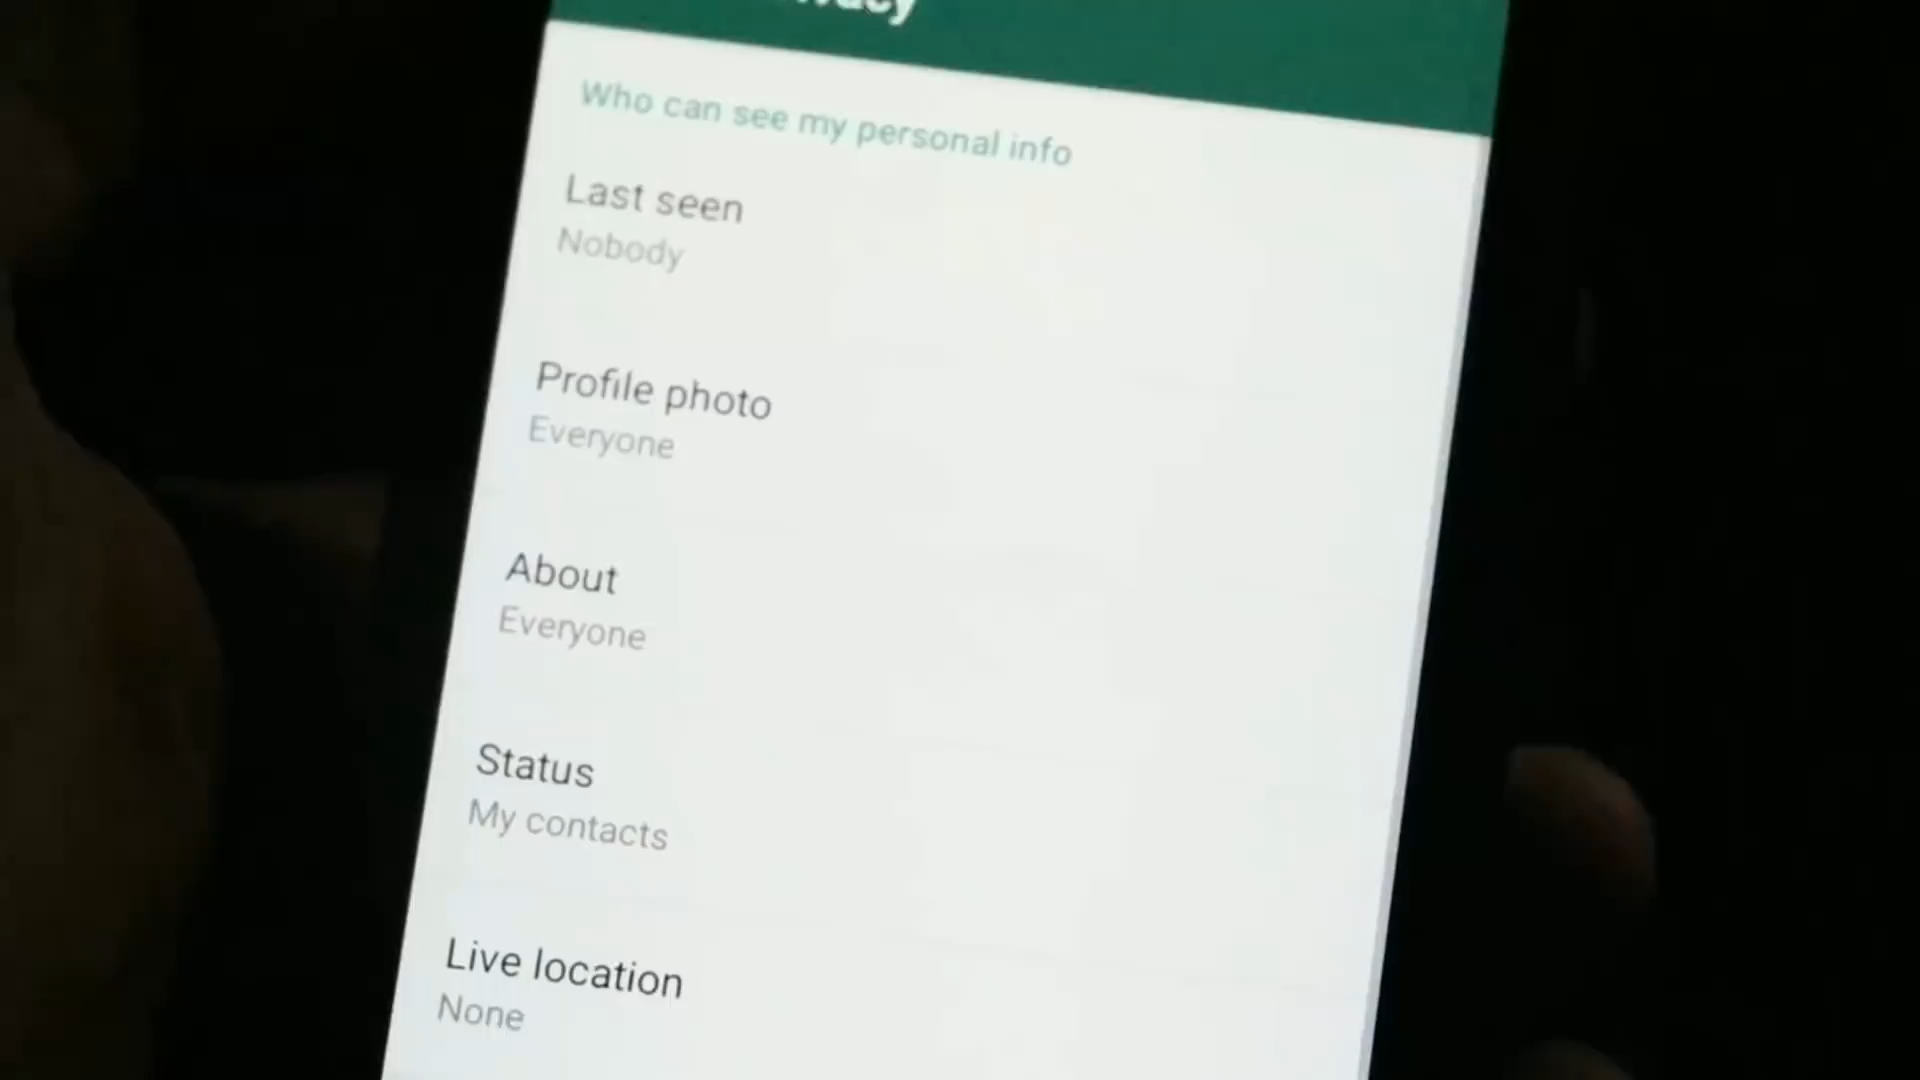 Who can see my personal info
Last seen
Nobody
Profile photo
Everyone
About
Everyone
Status
My contacts
Live location
None